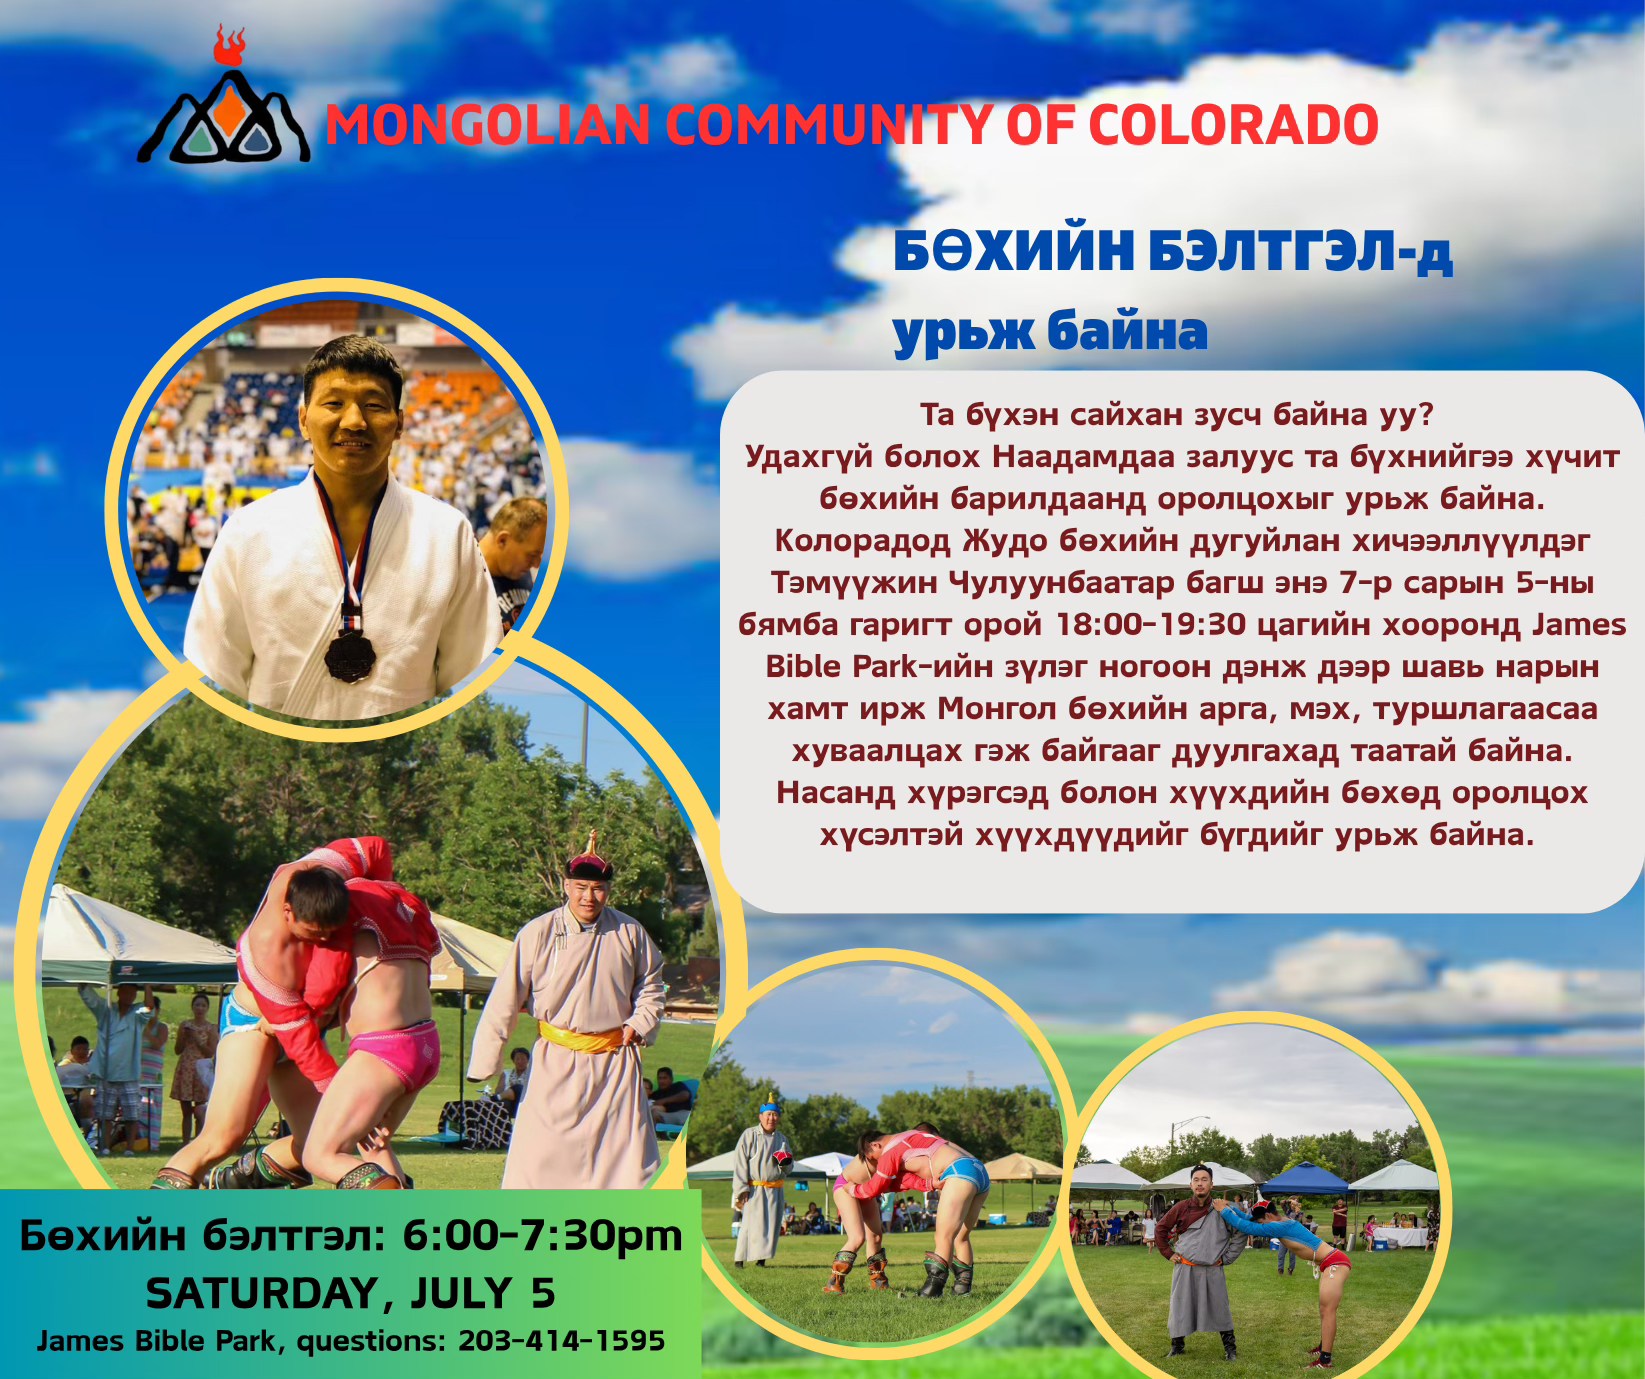 MONGOLIAN COMMUNITY OF COLORADO
БӨХИЙН БЭЛТГЭЛ-д
урьж байна
Та бүхэн сайхан зусч байна уу?
Удахгүй болох Наадамдаа залуус та бүхнийгээ хүчит
бөхийн барилдаанд оролцохыг урьж байна.
Колорадод Жудо бөхийн дугуйлан хичээллүүлдэг
Тэмүүжин Чулуунбаатар багш энэ 7-р сарын 5-ны
бямба гаригт орой 18:00-19:30 цагийн хооронд James
Bible Park-ийн зүлэг ногоон дэнж дээр шавь нарын
хамт ирж Монгол бөхийн арга, мэх, туршлагаасаа
хуваалцах гэж байгааг дуулгахад таатай байна.
Насанд хүрэгсэд болон хүүхдийн бөхөд оролцох
хүсэлтэй хүүхдүүдийг бүгдийг урьж байна.
Бөхийн бэлтгэл: 6:00-7:30pm
SATURDAY, JULY 5
James Bible Park, questions: 203-414-1595